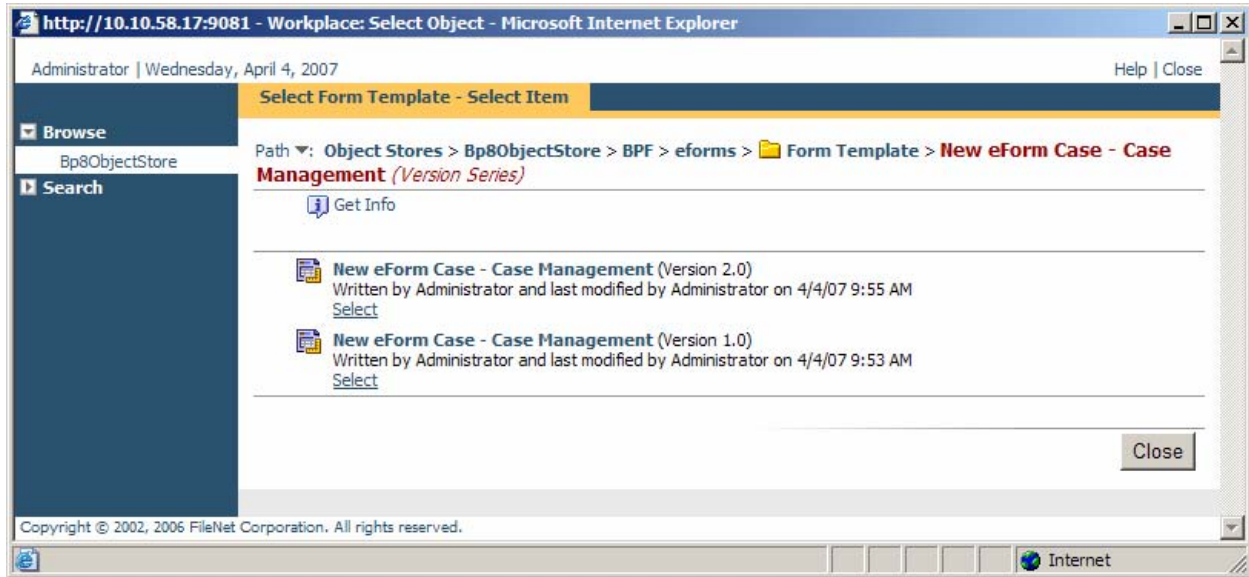 http://10.10.58.17:9081 - Workplace: Select Object - Microsoft Internet Explorer
Administrator | Wednesday, April 4, 2007
Help | Close
Select Form Template - Select Item
Browse
Bp8ObjectStore
Search
Path : Object Stores > Bp8ObjectStore > BPF > eforms > Form Template > New eForm Case - Case
Management (Version Series)
Get Info
New eForm Case - Case Management (Version 2.0)
Written by Administrator and last modified by Administrator on 4/4/07 9:55 AM
Select
New eForm Case - Case Management (Version 1.0)
Written by Administrator and last modified by Administrator on 4/4/07 9:53 AM
Select
Close
Copyright © 2002, 2006 FileNet Corporation. All rights reserved.
Internet